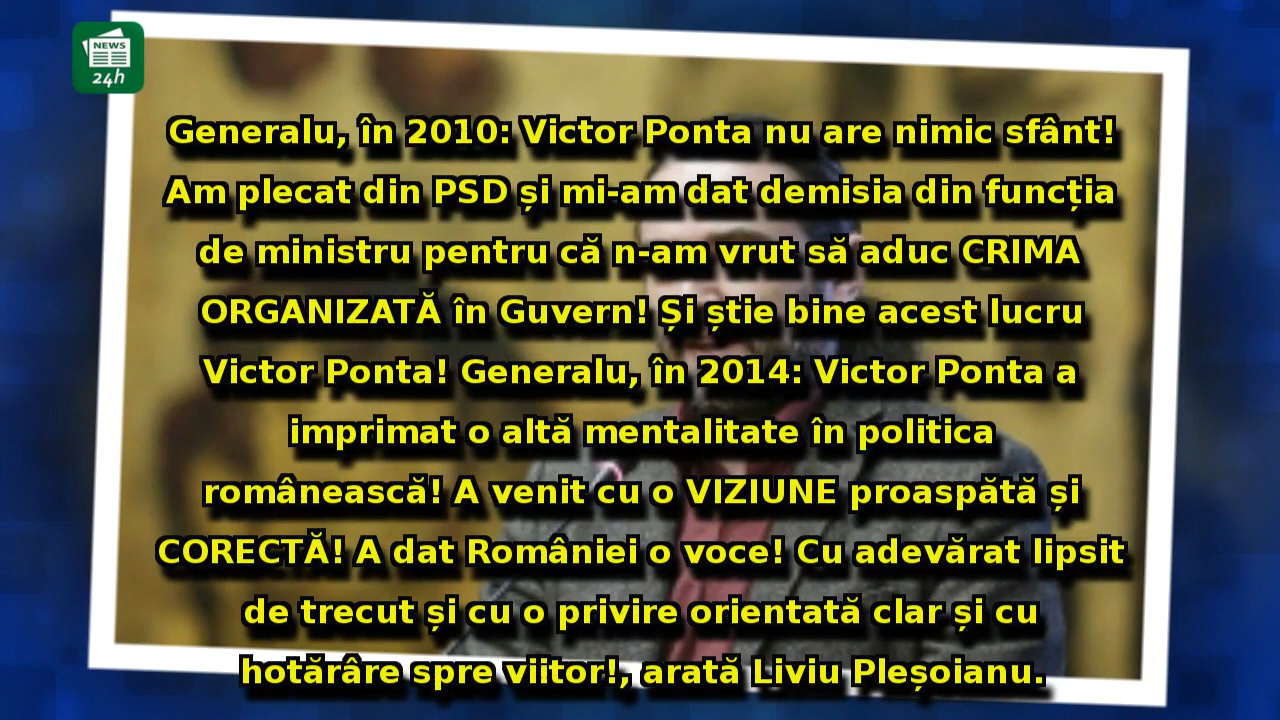 NEWS
24h
Generalu, în 2010: Victor Ponta nu are nimic sfânt!
Am plecat din PSD și mi-am dat demisia din funcția
de ministru pentru că n-am vrut să aduc CRIMA
ORGANIZATĂ în Guvern! Și știe bine acest lucru
Victor Ponta! Generalu, în 2014: Victor Ponta a
imprimat o altă mentalitate în politica
românească! A venit cu o VIZIUNE proaspătă și
CORECTĂ! A dat României o voce! Cu adevărat lipsit
de trecut și cu o privire orientată clar și cu
hotărâre spre viitor!, arată Liviu Pleșoianu.